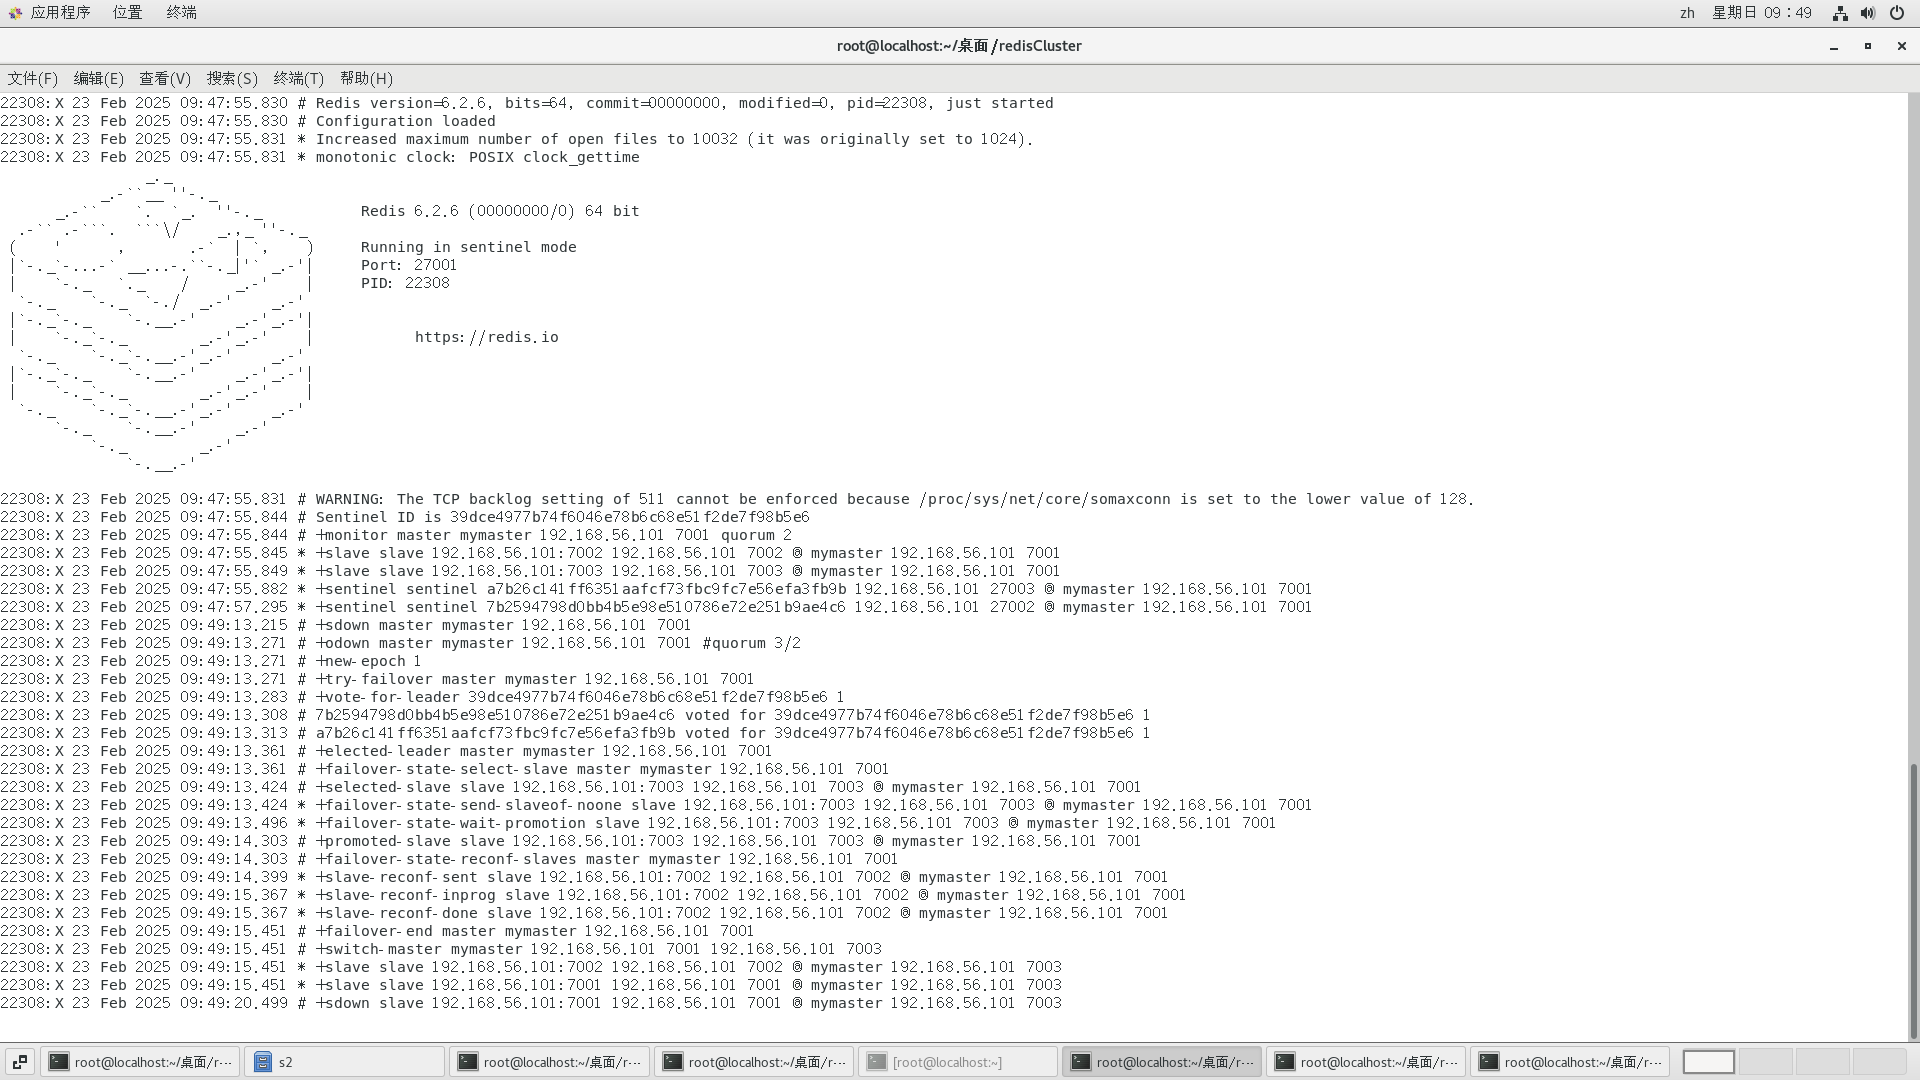 应用程序 位置 终端 zh 星期日 09:49
root@localhost:~/桌面/redisCluster
文件(F) 编辑(E) 查看(V) 搜索(S) 终端(T) 帮助(H)
22308:X 23 Feb 2025 09:47:55.830 # Redis version=6.2.6, bits=64, commit=00000000, modified=0, pid=22308, just started
22308:X 23 Feb 2025 09:47:55.830 # Configuration loaded
22308:X 23 Feb 2025 09:47:55.831 * Increased maximum number of open files to 10032 (it was originally set to 1024).
22308:X 23 Feb 2025 09:47:55.831 * monotonic clock: POSIX clock_gettime
Redis 6.2.6 (00000000/0) 64 bit
Running in sentinel mode
Port: 27001
PID: 22308
https://redis.io
22308:X 23 Feb 2025 09:47:55.831 # WARNING: The TCP backlog setting of 511 cannot be enforced because /proc/sys/net/core/somaxconn is set to the lower value of 128.
22308:X 23 Feb 2025 09:47:55.844 # Sentinel ID is 39dce4977b74f6046e78b6c68e51f2de7f98b5e6
22308:X 23 Feb 2025 09:47:55.844 # +monitor master mymaster 192.168.56.101 7001 quorum 2
22308:X 23 Feb 2025 09:47:55.845 * +slave slave 192.168.56.101:7002 192.168.56.101 7002 @ mymaster 192.168.56.101 7001
22308:X 23 Feb 2025 09:47:55.849 * +slave slave 192.168.56.101:7003 192.168.56.101 7003 @ mymaster 192.168.56.101 7001
22308:X 23 Feb 2025 09:47:55.882 * +sentinel sentinel a7b26c141ff6351aafcf73fbc9fc7e56efa3fb9b 192.168.56.101 27003 @ mymaster 192.168.56.101 7001
22308:X 23 Feb 2025 09:47:57.295 * +sentinel sentinel 7b2594798d0bb4b5e98e510786e72e251b9ae4c6 192.168.56.101 27002 @ mymaster 192.168.56.101 7001
22308:X 23 Feb 2025 09:49:13.215 # +sdown master mymaster 192.168.56.101 7001
22308:X 23 Feb 2025 09:49:13.271 # +odown master mymaster 192.168.56.101 7001 #quorum 3/2
22308:X 23 Feb 2025 09:49:13.271 # +new-epoch 1
22308:X 23 Feb 2025 09:49:13.271 # +try-failover master mymaster 192.168.56.101 7001
22308:X 23 Feb 2025 09:49:13.283 # +vote-for-leader 39dce4977b74f6046e78b6c68e51f2de7f98b5e6 1
22308:X 23 Feb 2025 09:49:13.308 # 7b2594798d0bb4b5e98e510786e72e251b9ae4c6 voted for 39dce4977b74f6046e78b6c68e51f2de7f98b5e6 1
22308:X 23 Feb 2025 09:49:13.313 # a7b26c141ff6351aafcf73fbc9fc7e56efa3fb9b voted for 39dce4977b74f6046e78b6c68e51f2de7f98b5e6 1
22308:X 23 Feb 2025 09:49:13.361 # +elected-leader master mymaster 192.168.56.101 7001
22308:X 23 Feb 2025 09:49:13.361 # +failover-state-select-slave master mymaster 192.168.56.101 7001
22308:X 23 Feb 2025 09:49:13.424 # +selected-slave slave 192.168.56.101:7003 192.168.56.101 7003 @ mymaster 192.168.56.101 7001
22308:X 23 Feb 2025 09:49:13.424 * +failover-state-send-slaveof-noone slave 192.168.56.101:7003 192.168.56.101 7003 @ mymaster 192.168.56.101 7001
22308:X 23 Feb 2025 09:49:13.496 * +failover-state-wait-promotion slave 192.168.56.101:7003 192.168.56.101 7003 @ mymaster 192.168.56.101 7001
22308:X 23 Feb 2025 09:49:14.303 # +promoted-slave slave 192.168.56.101:7003 192.168.56.101 7003 @ mymaster 192.168.56.101 7001
22308:X 23 Feb 2025 09:49:14.303 # +failover-state-reconf-slaves master mymaster 192.168.56.101 7001
22308:X 23 Feb 2025 09:49:14.399 * +slave-reconf-sent slave 192.168.56.101:7002 192.168.56.101 7002 @ mymaster 192.168.56.101 7001
22308:X 23 Feb 2025 09:49:15.367 * +slave-reconf-inprog slave 192.168.56.101:7002 192.168.56.101 7002 @ mymaster 192.168.56.101 7001
22308:X 23 Feb 2025 09:49:15.367 * +slave-reconf-done slave 192.168.56.101:7002 192.168.56.101 7002 @ mymaster 192.168.56.101 7001
22308:X 23 Feb 2025 09:49:15.451 # +failover-end master mymaster 192.168.56.101 7001
22308:X 23 Feb 2025 09:49:15.451 # +switch-master mymaster 192.168.56.101 7001 192.168.56.101 7003
22308:X 23 Feb 2025 09:49:15.451 * +slave slave 192.168.56.101:7002 192.168.56.101 7002 @ mymaster 192.168.56.101 7003
22308:X 23 Feb 2025 09:49:15.451 * +slave slave 192.168.56.101:7001 192.168.56.101 7001 @ mymaster 192.168.56.101 7003
22308:X 23 Feb 2025 09:49:20.499 # +sdown slave 192.168.56.101:7001 192.168.56.101 7001 @ mymaster 192.168.56.101 7003
root@localhost:~/桌面/r··· s2 root@localhost:~/桌面/r··· root@localhost:~/桌面/r··· [root@localhost:~] root@localhost:~/桌面/r··· root@localhost:~/桌面/r··· root@localhost:~/桌面/r···